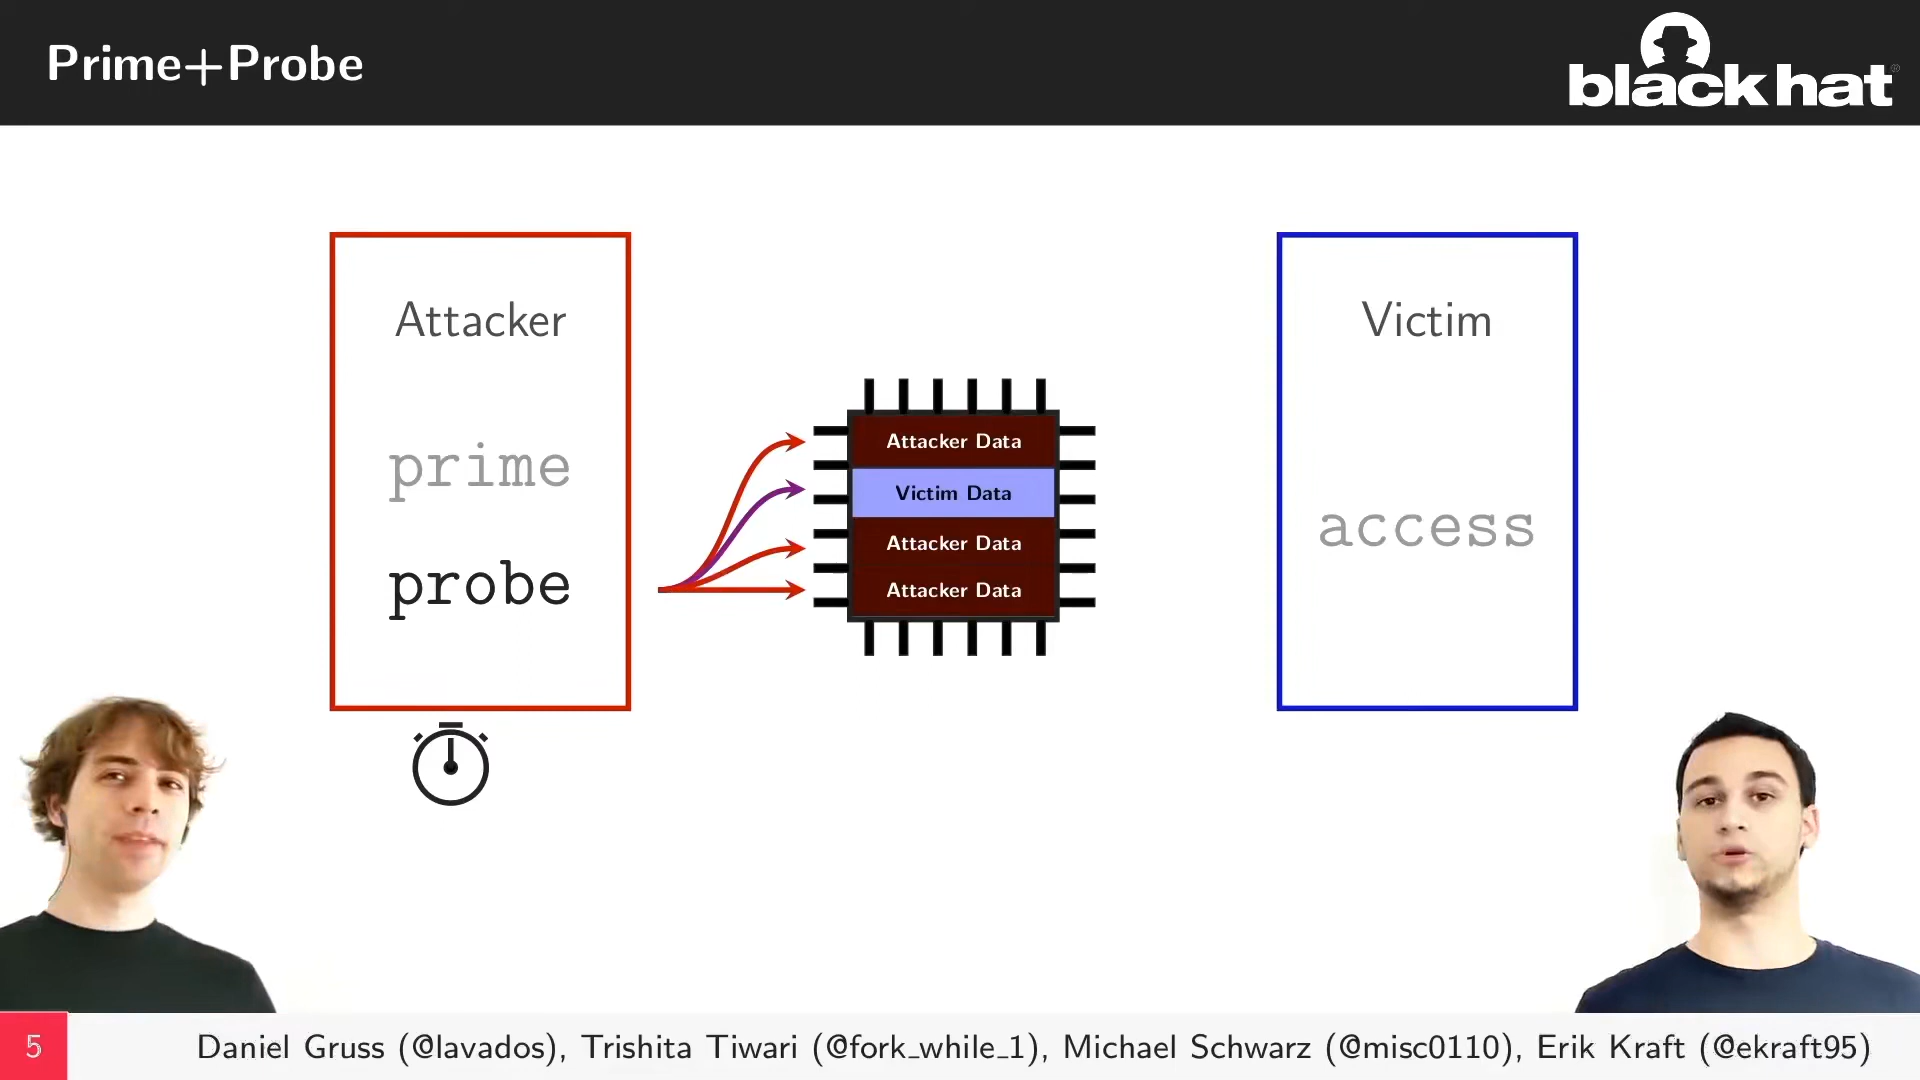 Prime+Probe
black hat
Attacker
prime
probe
Attacker Data
Victim Data
Attacker Data
Attacker Data
Victim
access
5
Daniel Gruss (@lavados), Trishita Tiwari (@fork_while_1), Michael Schwarz (@misc0110), Erik Kraft (@ekraft95)